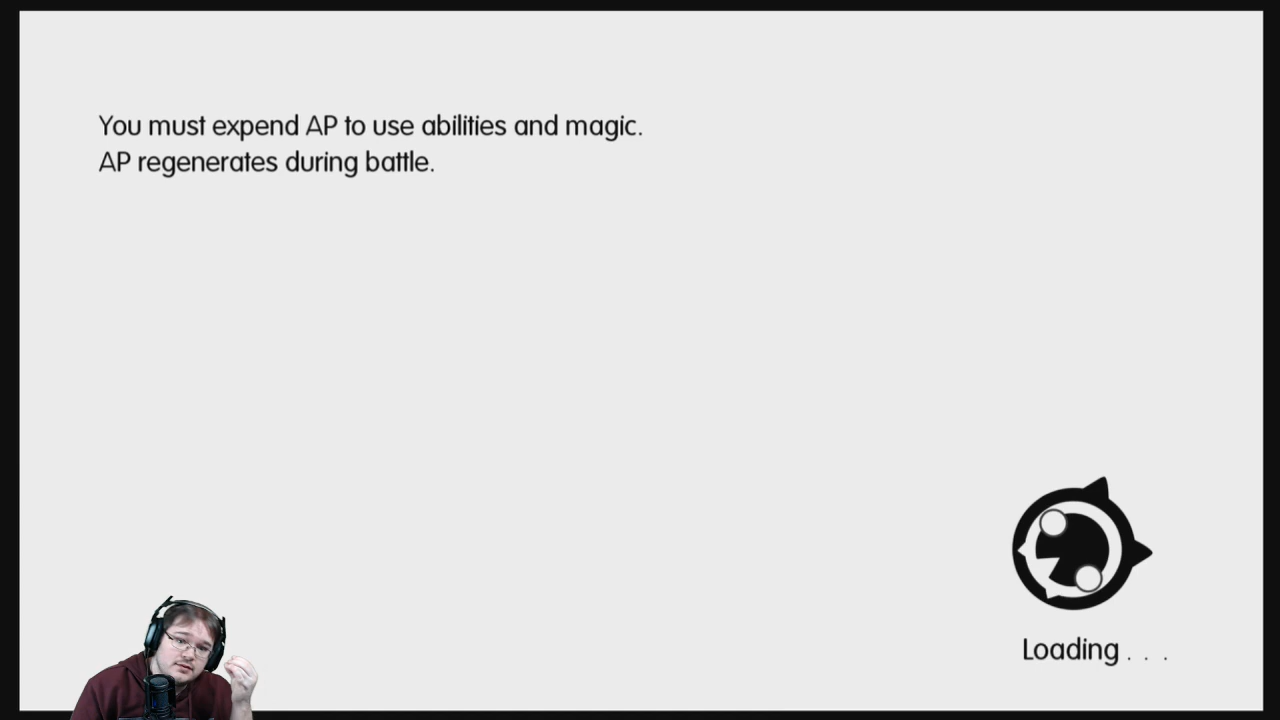 You must expend AP to use abilities and magic.
AP regenerates during battle.
Loading . . .